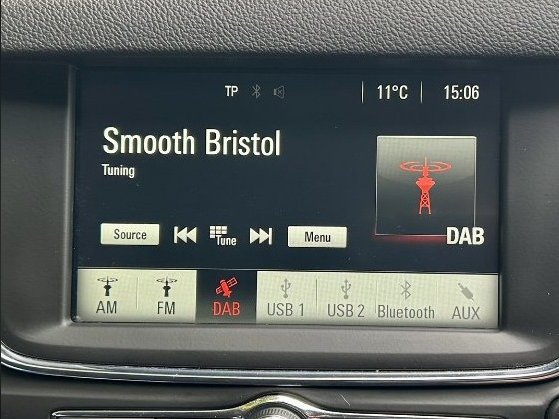 TP 11°C 15:06
Smooth Bristol
Tuning
DAB
Source Tune Menu
AM FM DAB USB 1 USB 2 Bluetooth AUX